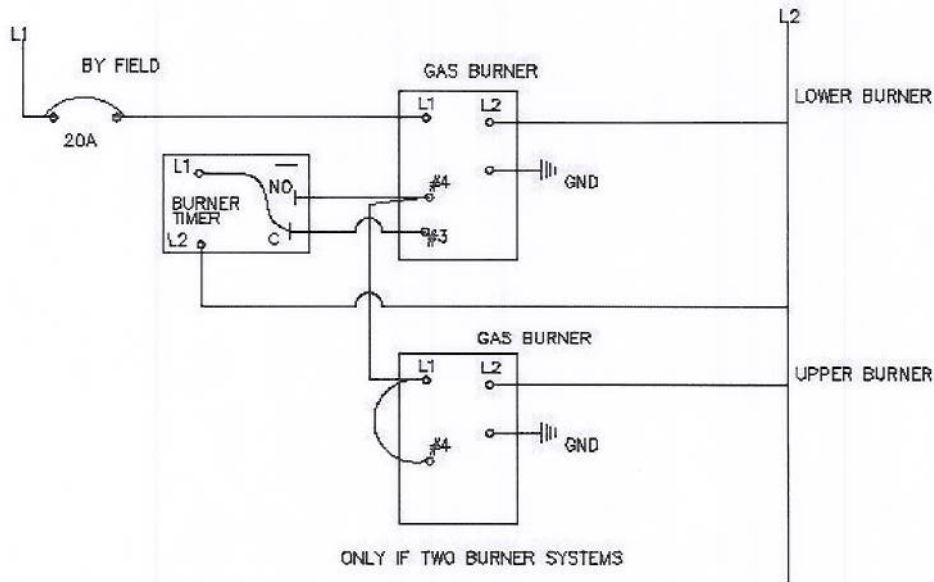 L1
L2
BY FIELD
20A
GAS BURNER
L1
L2
LOWER BURNER
#4
GND
#3
L1
NO
BURNER
TIMER
C
L2
GAS BURNER
L1
L2
UPPER BURNER
#4
GND
ONLY IF TWO BURNER SYSTEMS